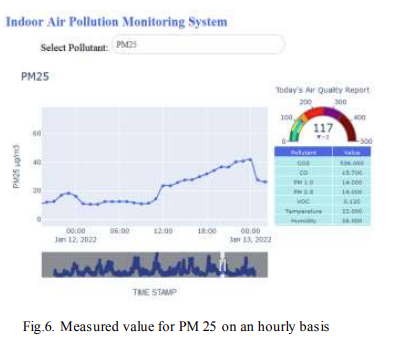 Indoor Air Pollution Monitoring System
Select Pollutant: PM25
PM25
Today's Air Quality Report
0 100 200 300 400 500
117
▼-3
Pollutant Value
CO2 536.000
CO 15.700
PM 1.0 14.000
PM 2.5 14.000
VOC 0.120
Temperature 22.000
Humidity 36.000
PM25 µg/m3
60
40
20
0
00:00 06:00 12:00 18:00 00:00
Jan 12, 2022 Jan 13, 2022
TIME STAMP
Fig.6. Measured value for PM 25 on an hourly basis